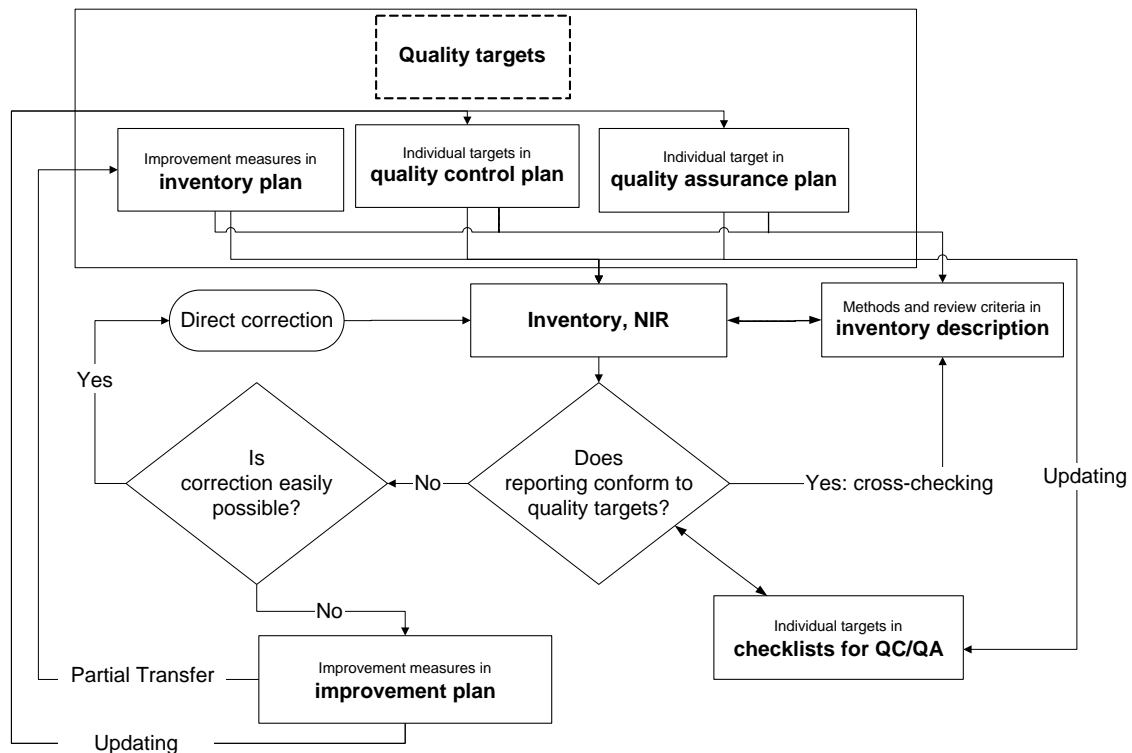 Quality targets
Improvement measures in
inventory plan
Individual targets in
quality control plan
Individual target in
quality assurance plan
Direct correction
Inventory, NIR
Methods and review criteria in
inventory description
Yes
Is
correction easily
possible?
No
Does
reporting conform to
quality targets?
Yes: cross-checking
Updating
No
Individual targets in
checklists for QC/QA
Partial Transfer
Improvement measures in
improvement plan
Updating